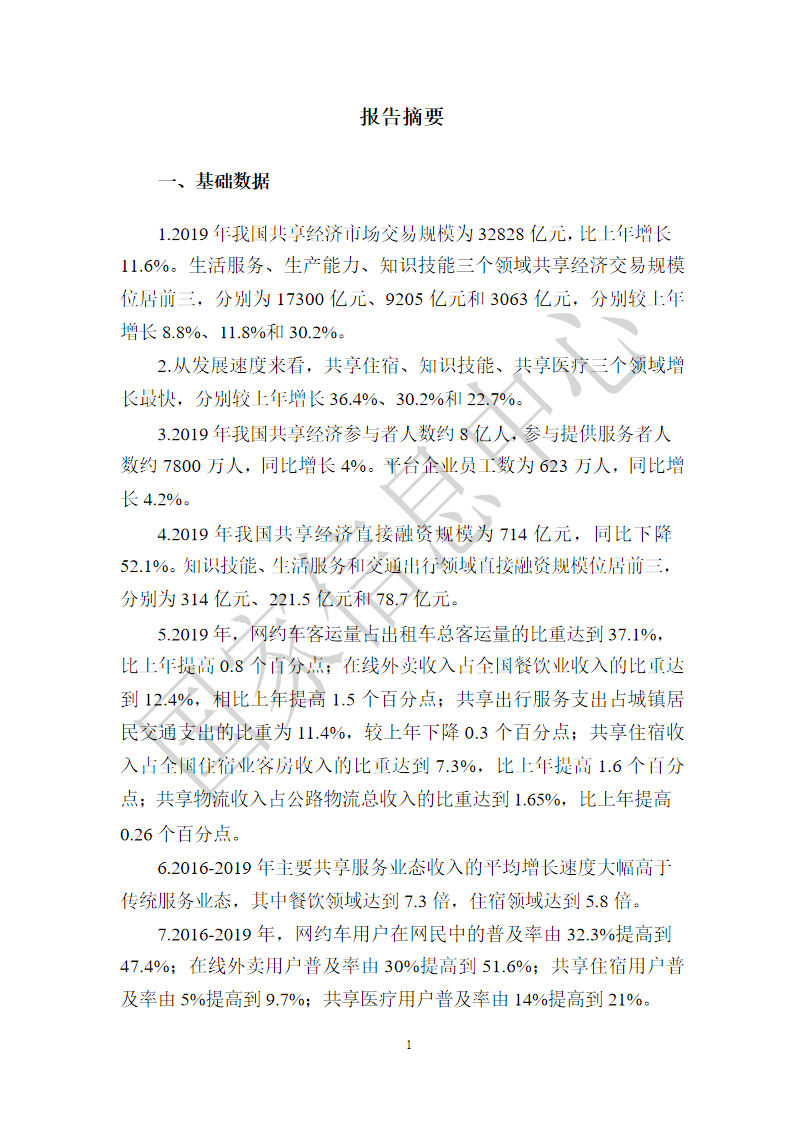 报告摘要
一、基础数据
1.2019 年我国共享经济市场交易规模为 32828 亿元，比上年增长
11.6%。生活服务、生产能力、知识技能三个领域共享经济交易规模
位居前三，分别为 17300 亿元、9205 亿元和 3063 亿元，分别较上年
增长 8.8%、11.8%和 30.2%。
2.从发展速度来看，共享住宿、知识技能、共享医疗三个领域增
长最快，分别较上年增长 36.4%、30.2%和 22.7%。
3.2019 年我国共享经济参与者人数约 8 亿人，参与提供服务者人
数约 7800 万人，同比增长 4%。平台企业员工数为 623 万人，同比增
长 4.2%。
4.2019 年我国共享经济直接融资规模为 714 亿元，同比下降
52.1%。知识技能、生活服务和交通出行领域直接融资规模位居前三，
分别为 314 亿元、221.5 亿元和 78.7 亿元。
5.2019 年，网约车客运量占出租车总客运量的比重达到 37.1%，
比上年提高 0.8 个百分点；在线外卖收入占全国餐饮业收入的比重达
到 12.4%，相比上年提高 1.5 个百分点；共享出行服务支出占城镇居
民交通支出的比重为 11.4%，较上年下降 0.3 个百分点；共享住宿收
入占全国住宿业客房收入的比重达到 7.3%，比上年提高 1.6 个百分
点；共享物流收入占公路物流总收入的比重达到 1.65%，比上年提高
0.26 个百分点。
6.2016-2019 年主要共享服务业态收入的平均增长速度大幅高于
传统服务业态，其中餐饮领域达到 7.3 倍，住宿领域达到 5.8 倍。
7.2016-2019 年，网约车用户在网民中的普及率由 32.3%提高到
47.4%；在线外卖用户普及率由 30%提高到 51.6%；共享住宿用户普
及率由 5%提高到 9.7%；共享医疗用户普及率由 14%提高到 21%。
1
国家信息中心